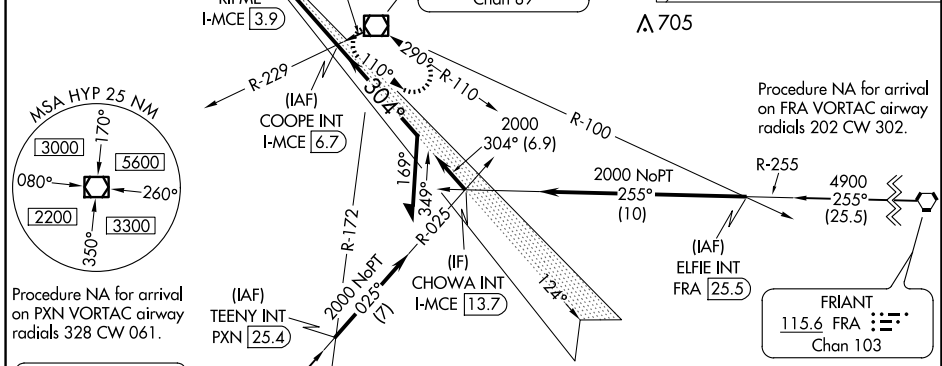 I-MCE 3.9
705
MSA HYP 25 NM
3000
170°
5600
080°
260°
2200
3300
350°
Procedure NA for arrival
on PXN VORTAC airway
radials 328 CW 061.
R-229
(IAF)
COOPE INT
I-MCE 6.7
110°
290°
R-110
304°
R-100
2000
304° (6.9)
169°
349°
R-025
R-172
2000 NoPT
025°
(7)
(IAF)
TEENY INT
PXN 25.4
(IF)
CHOWA INT
I-MCE 13.7
124°
2000 NoPT
255°
(10)
Procedure NA for arrival
on FRA VORTAC airway
radials 202 CW 302.
R-255
4900
255°
(25.5)
(IAF)
ELFIE INT
FRA 25.5
FRIANT
115.6 FRA
Chan 103